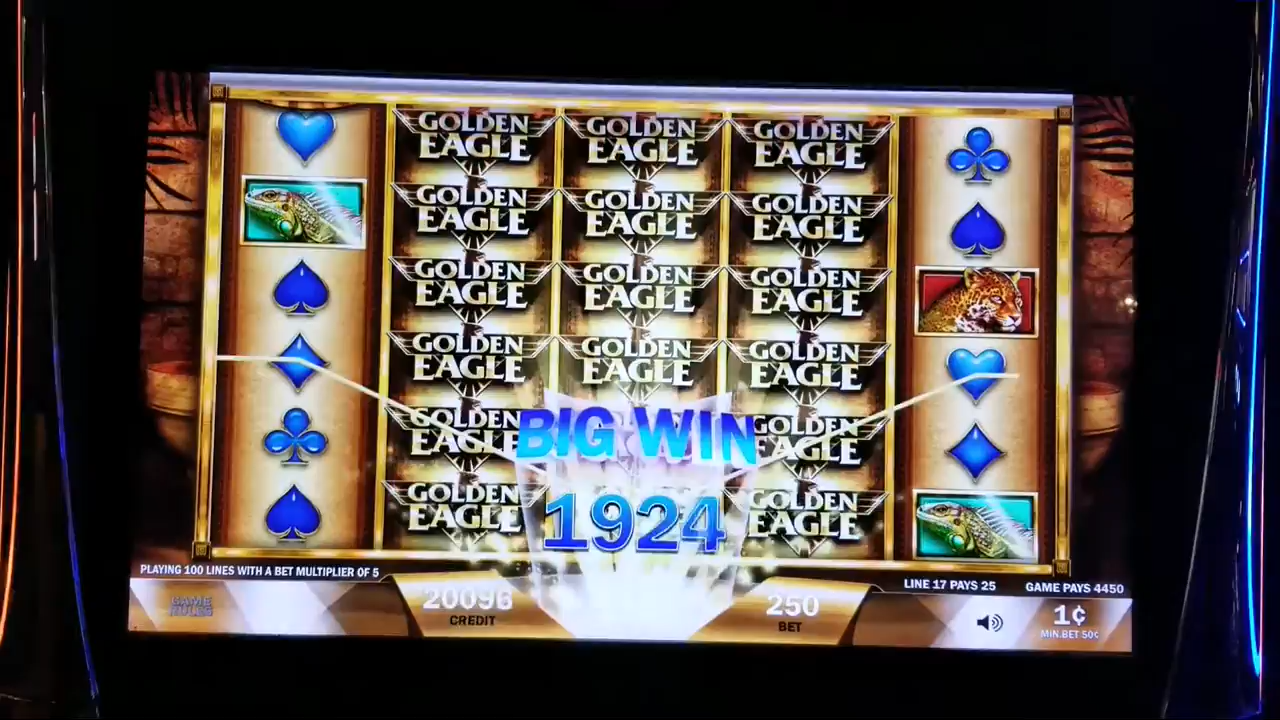 GOLDEN EAGLE GOLDEN EAGLE GOLDEN EAGLE
GOLDEN EAGLE GOLDEN EAGLE GOLDEN EAGLE
GOLDEN EAGLE GOLDEN EAGLE GOLDEN EAGLE
GOLDEN EAGLE GOLDEN EAGLE GOLDEN EAGLE
GOLDEN EAGLE BIG WIN GOLDEN EAGLE
GOLDEN EAGLE 1924 GOLDEN EAGLE
PLAYING 100 LINES WITH A BET MULTIPLIER OF 5
LINE 17 PAYS 25 GAME PAYS 4450
GAME RULES
20096
CREDIT
250
BET
1¢
MIN.BET 50¢